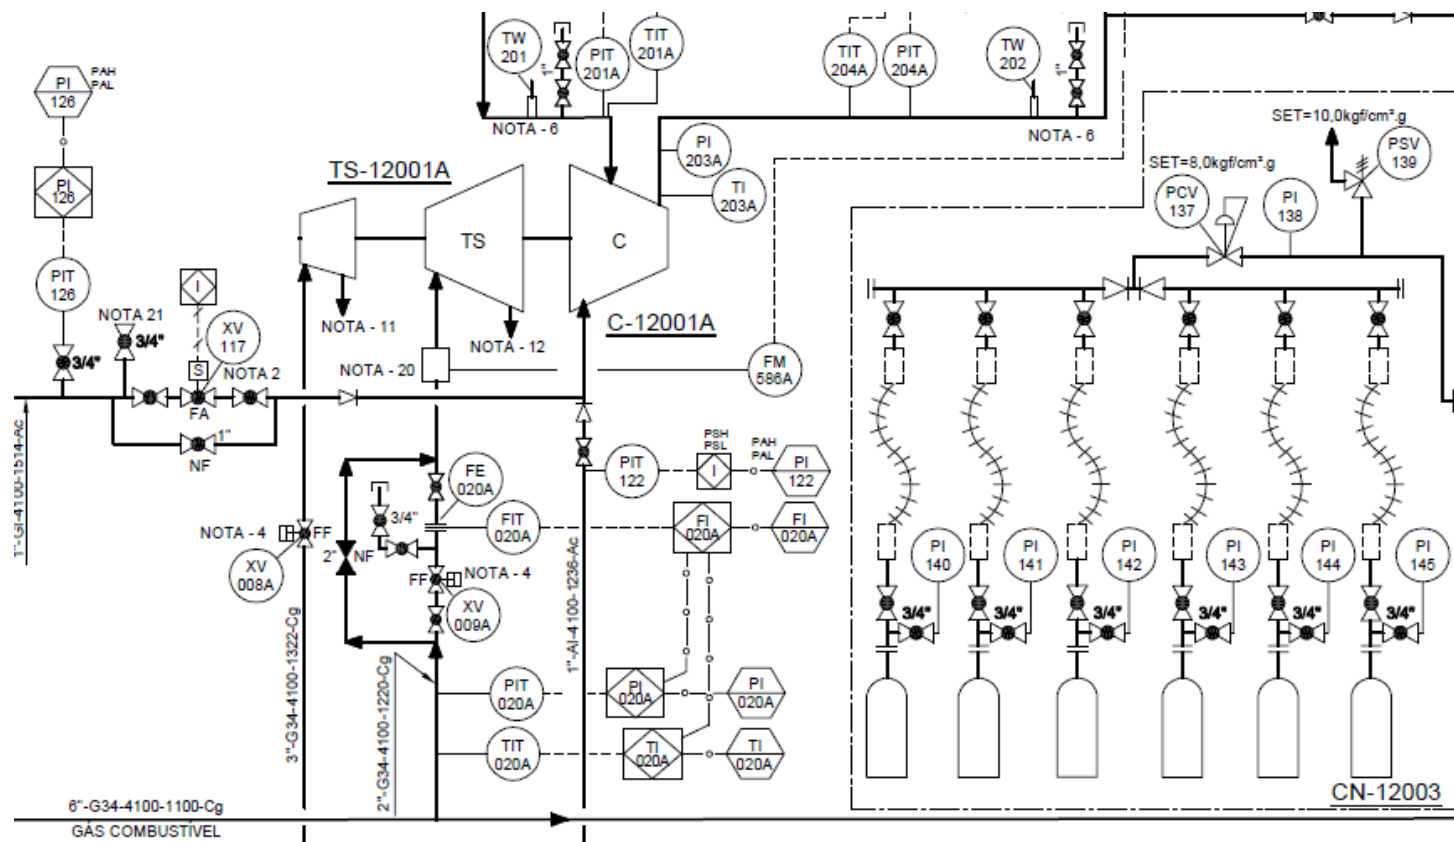 TW
201
1"
PIT
201A
TIT
201A
TIT
204A
PIT
204A
TW
202
1"
PI
126
PAH
PAL
NOTA - 6
NOTA - 6
SET=10,0kgf/cm².g
PSV
139
PI
203A
SET=8,0kgf/cm².g
TS-12001A
PI
126
TI
203A
PCV
137
PI
138
TS
C
PIT
126
I
NOTA 21
3/4"
NOTA - 11
C-12001A
XV
117
NOTA - 12
3/4"
S
NOTA 2
NOTA - 20
FM
586A
FA
1"
NF
1"-GI-4100-1514-Ac
PSH
PSL
PAH
PAL
PIT
122
I
PI
122
FE
020A
3/4"
FIT
020A
FI
020A
FI
020A
NOTA - 4
FF
2"
NF
XV
008A
FF
NOTA - 4
XV
009A
1"-AI-4100-1236-Ac
PI
140
PI
141
PI
142
PI
143
PI
144
PI
145
3/4"
3/4"
3/4"
3/4"
3/4"
3/4"
3"-G34-4100-1322-Cg
2"-G34-4100-1220-Cg
PIT
020A
PI
020A
PI
020A
TIT
020A
TI
020A
TI
020A
CN-12003
6"-G34-4100-1100-Cg
GÁS COMBUSTÍVEL